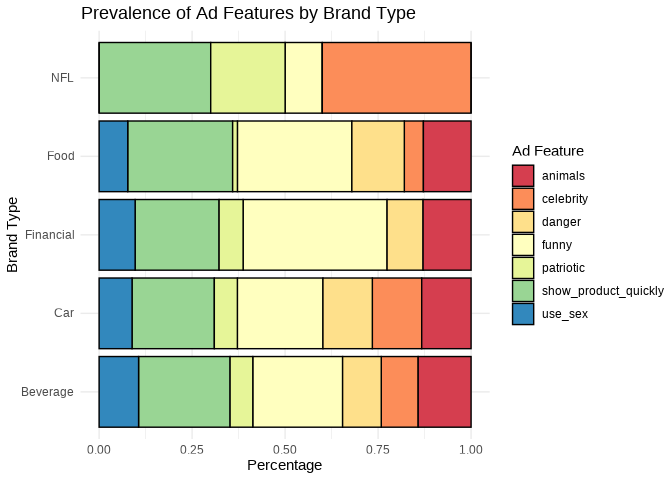 Prevalence of Ad Features by Brand Type
NFL
Food
Financial
Car
Beverage
Brand Type
0.00
0.25
0.50
0.75
1.00
Percentage
Ad Feature
animals
celebrity
danger
funny
patriotic
show_product_quickly
use_sex